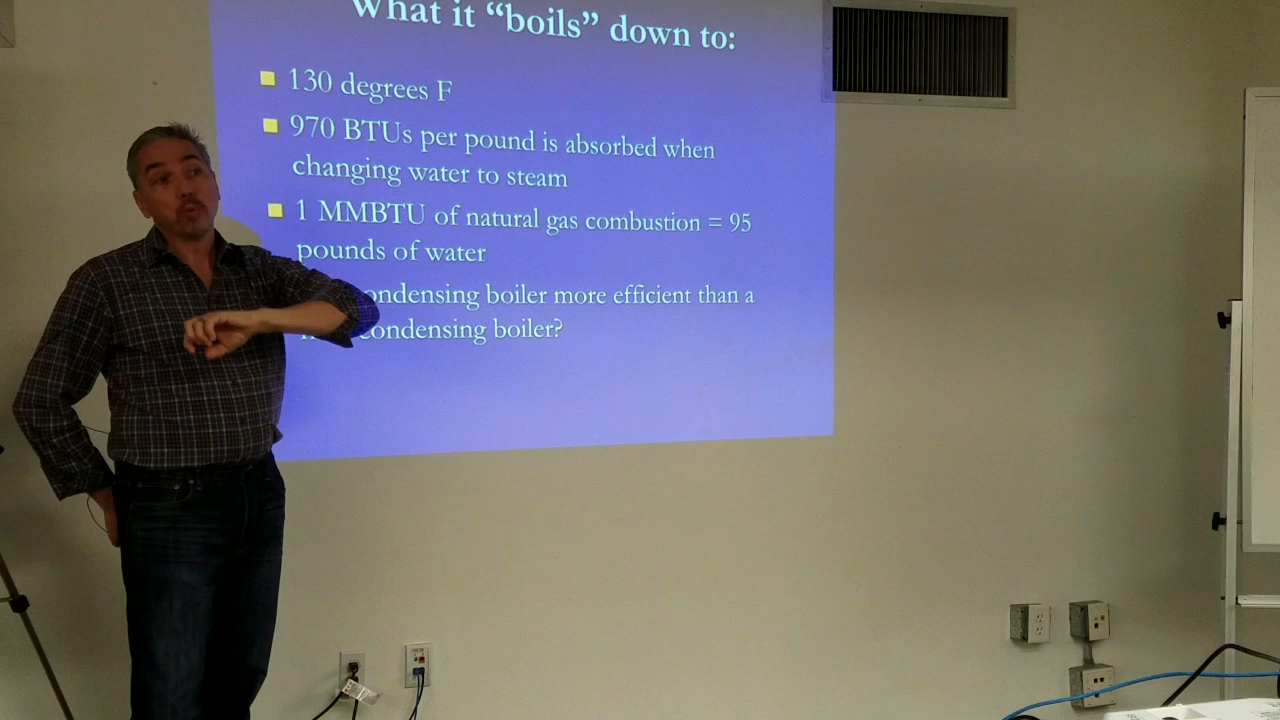 What it “boils” down to:
130 degrees F
970 BTUs per pound is absorbed when
changing water to steam
1 MMBTU of natural gas combustion = 95
pounds of water
ondensing boiler more efficient than a
condensing boiler?